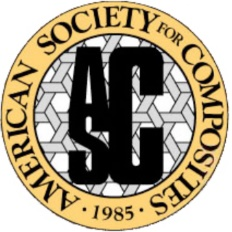 AMERICAN SOCIETY FOR COMPOSITES
ASC
· 1985 ·